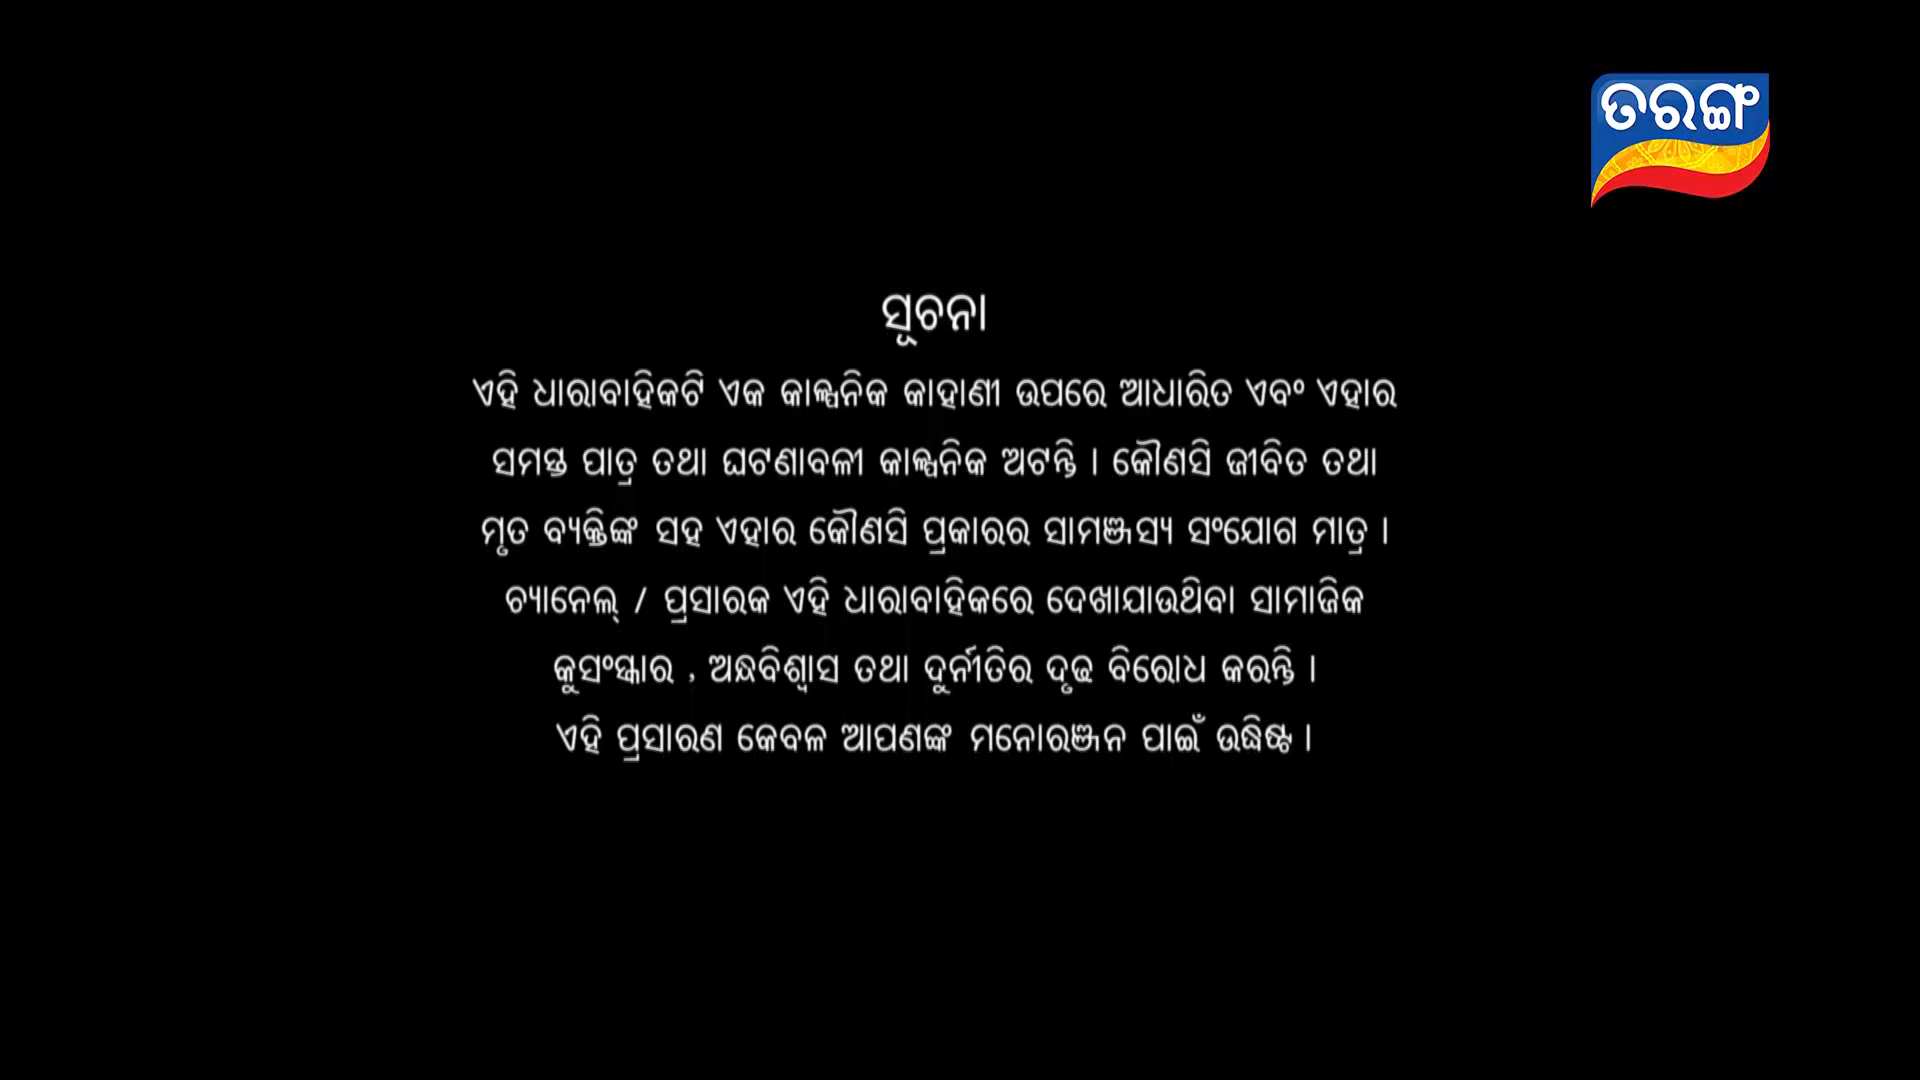 ତରଙ୍ଗ
ସୂଚନା
ଏହି ଧାରାବାହିକଟି ଏକ କାଳ୍ପନିକ କାହାଣୀ ଉପରେ ଆଧାରିତ ଏବଂ ଏହାର
ସମସ୍ତ ପାତ୍ର ତଥା ଘଟଣାବଳୀ କାଳ୍ପନିକ ଅଟନ୍ତି । କୌଣସି ଜୀବିତ ତଥା
ମୃତ ବ୍ୟକ୍ତିଙ୍କ ସହ ଏହାର କୌଣସି ପ୍ରକାରର ସାମଞ୍ଜସ୍ୟ ସଂଯୋଗ ମାତ୍ର ।
ଚ୍ୟାନେଲ୍ / ପ୍ରସାରକ ଏହି ଧାରାବାହିକରେ ଦେଖାଯାଉଥିବା ସାମାଜିକ
କୁସଂସ୍କାର , ଅନ୍ଧବିଶ୍ୱାସ ତଥା ଦୁର୍ନୀତିର ଦୃଢ ବିରୋଧ କରନ୍ତି ।
ଏହି ପ୍ରସାରଣ କେବଳ ଆପଣଙ୍କ ମନୋରଞ୍ଜନ ପାଇଁ ଉଦ୍ଧିଷ୍ଟ ।